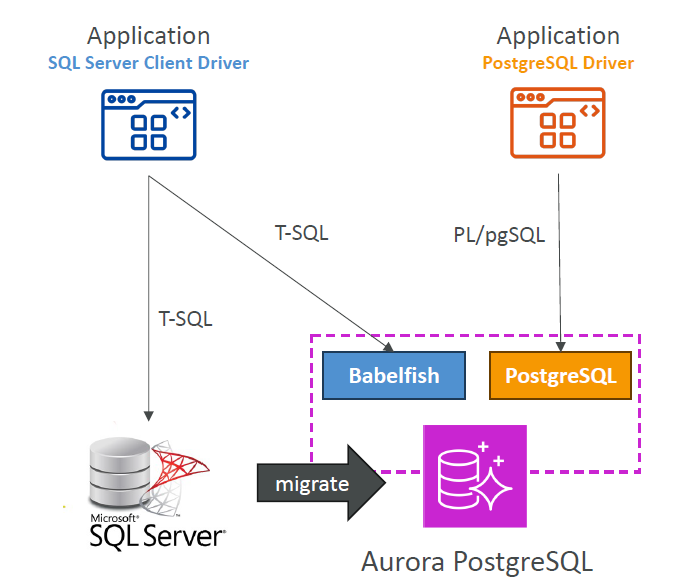 Application
SQL Server Client Driver
Application
PostgreSQL Driver
T-SQL
PL/pgSQL
T-SQL
Babelfish
PostgreSQL
migrate
Microsoft®
SQL Server®
Aurora PostgreSQL